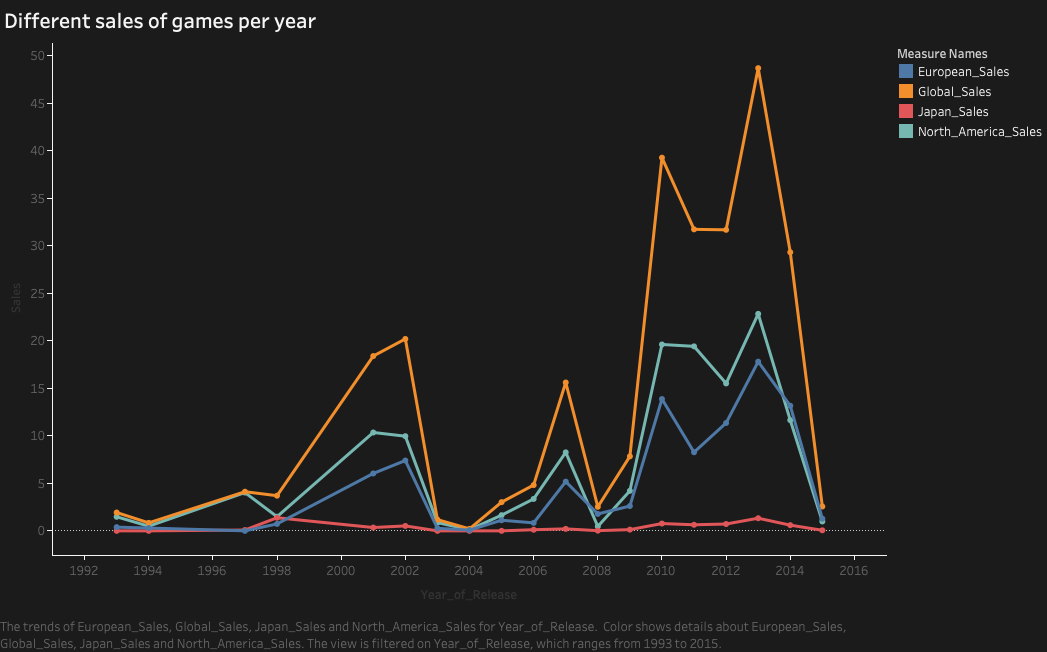 Different sales of games per year
Measure Names
European_Sales
Global_Sales
Japan_Sales
North_America_Sales
50
45
40
35
30
25
20
15
10
5
0
Sales
1992 1994 1996 1998 2000 2002 2004 2006 2008 2010 2012 2014 2016
Year_of_Release
The trends of European_Sales, Global_Sales, Japan_Sales and North_America_Sales for Year_of_Release.  Color shows details about European_Sales,
Global_Sales, Japan_Sales and North_America_Sales. The view is filtered on Year_of_Release, which ranges from 1993 to 2015.